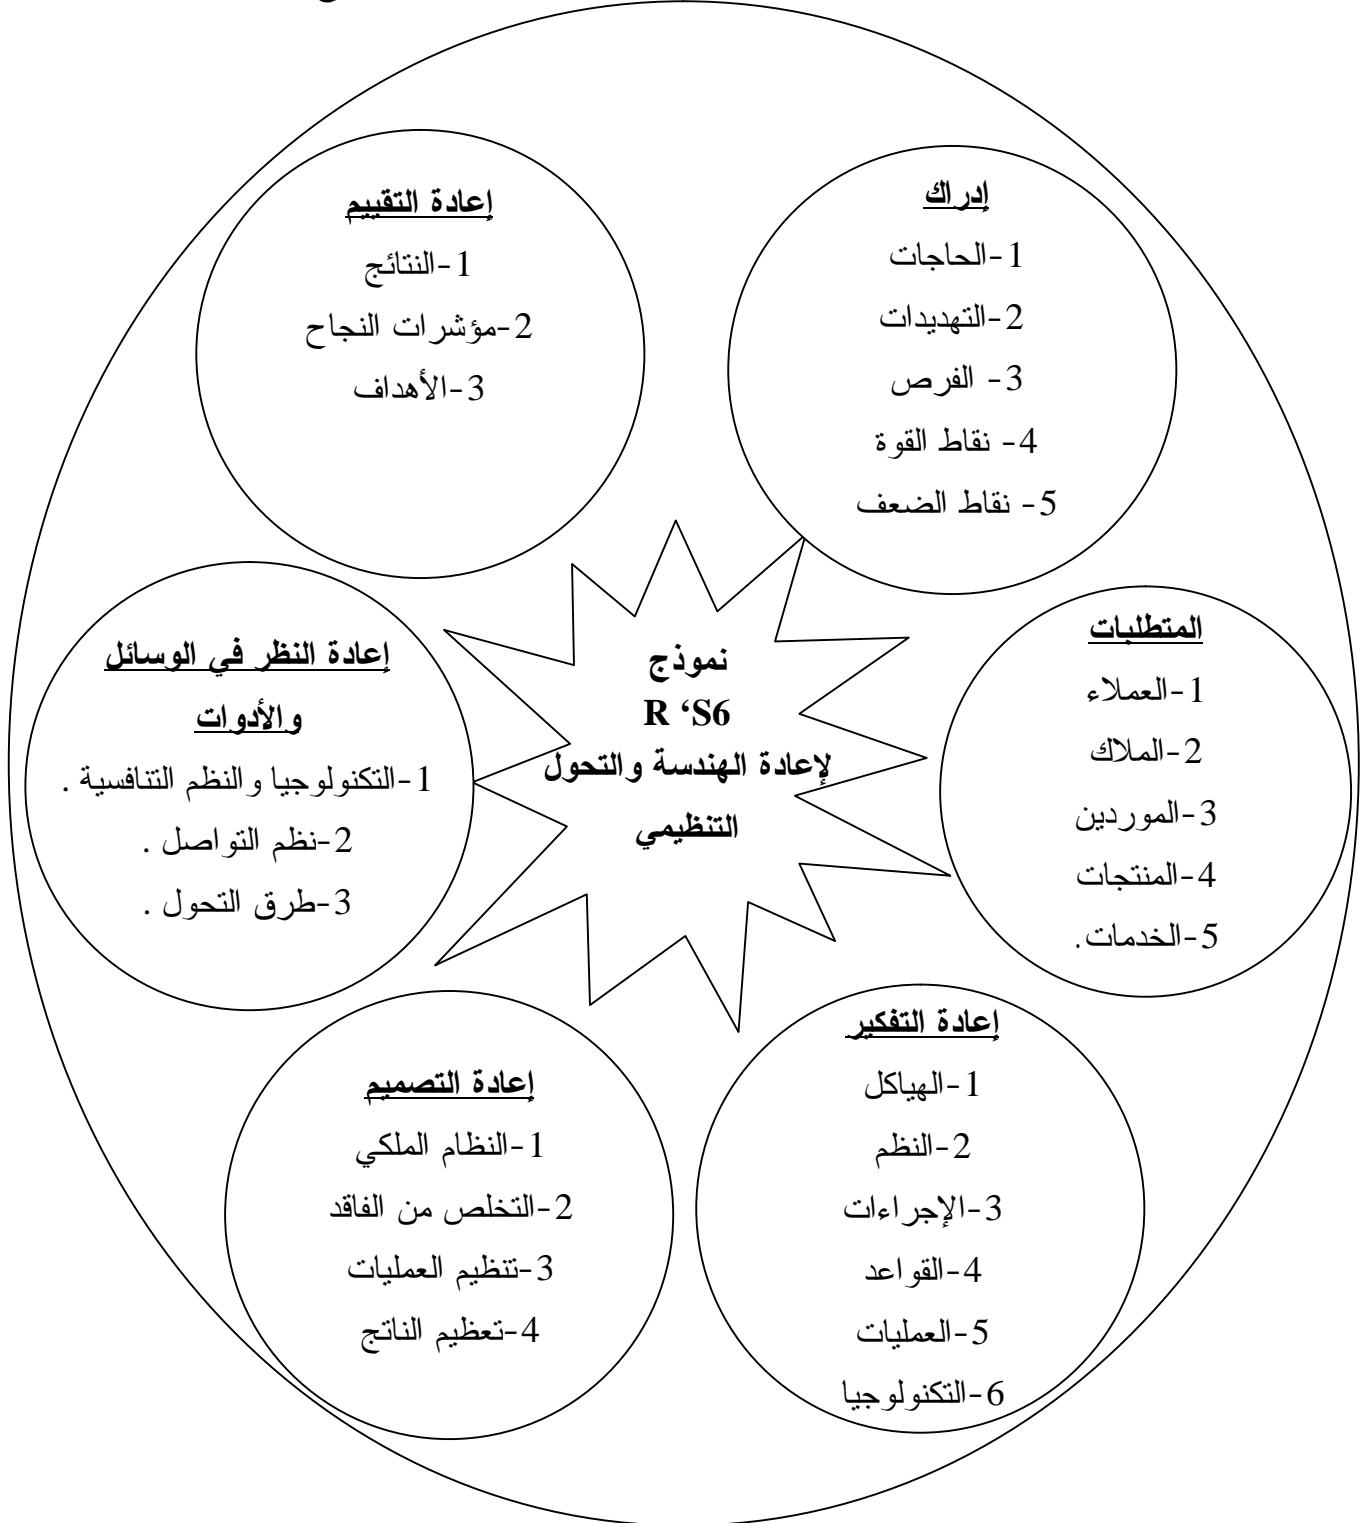 إدراك
1-الحاجات
2-التهديدات
3- الفرص
4- نقاط القوة
5- نقاط الضعف
المتطلبات
1-العملاء
2-الملاك
3-الموردين
4-المنتجات
5-الخدمات.
إعادة التفكير
1-الهياكل
2-النظم
3-الإجراءات
4-القواعد
5-العمليات
6-التكنولوجيا
إعادة التصميم
1-النظام الملكي
2-التخلص من الفاقد
3-تنظيم العمليات
4-تعظيم الناتج
إعادة النظر في الوسائل
والأدوات
1-التكنولوجيا والنظم التنافسية .
2-نظم التواصل .
3-طرق التحول .
إعادة التقييم
1-النتائج
2-مؤشرات النجاح
3-الأهداف
نموذج
R ‘S6
لإعادة الهندسة والتحول
التنظيمي